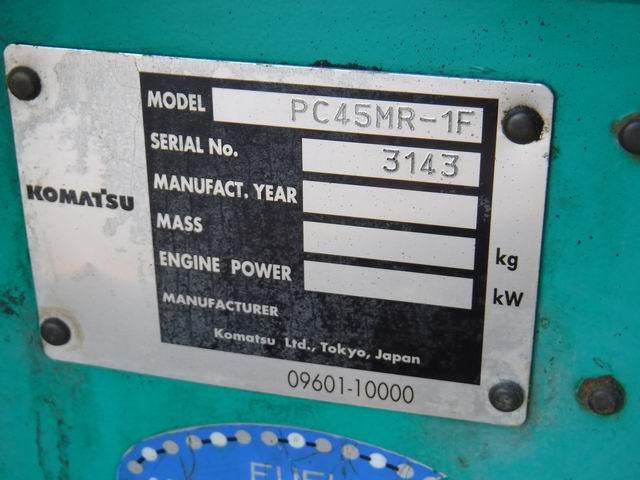 MODEL PC45MR-1F
SERIAL No. 3143
MANUFACT. YEAR
KOMATSU
MASS kg
ENGINE POWER kW
MANUFACTURER
Komatsu Ltd., Tokyo, Japan
09601-10000
FUEL